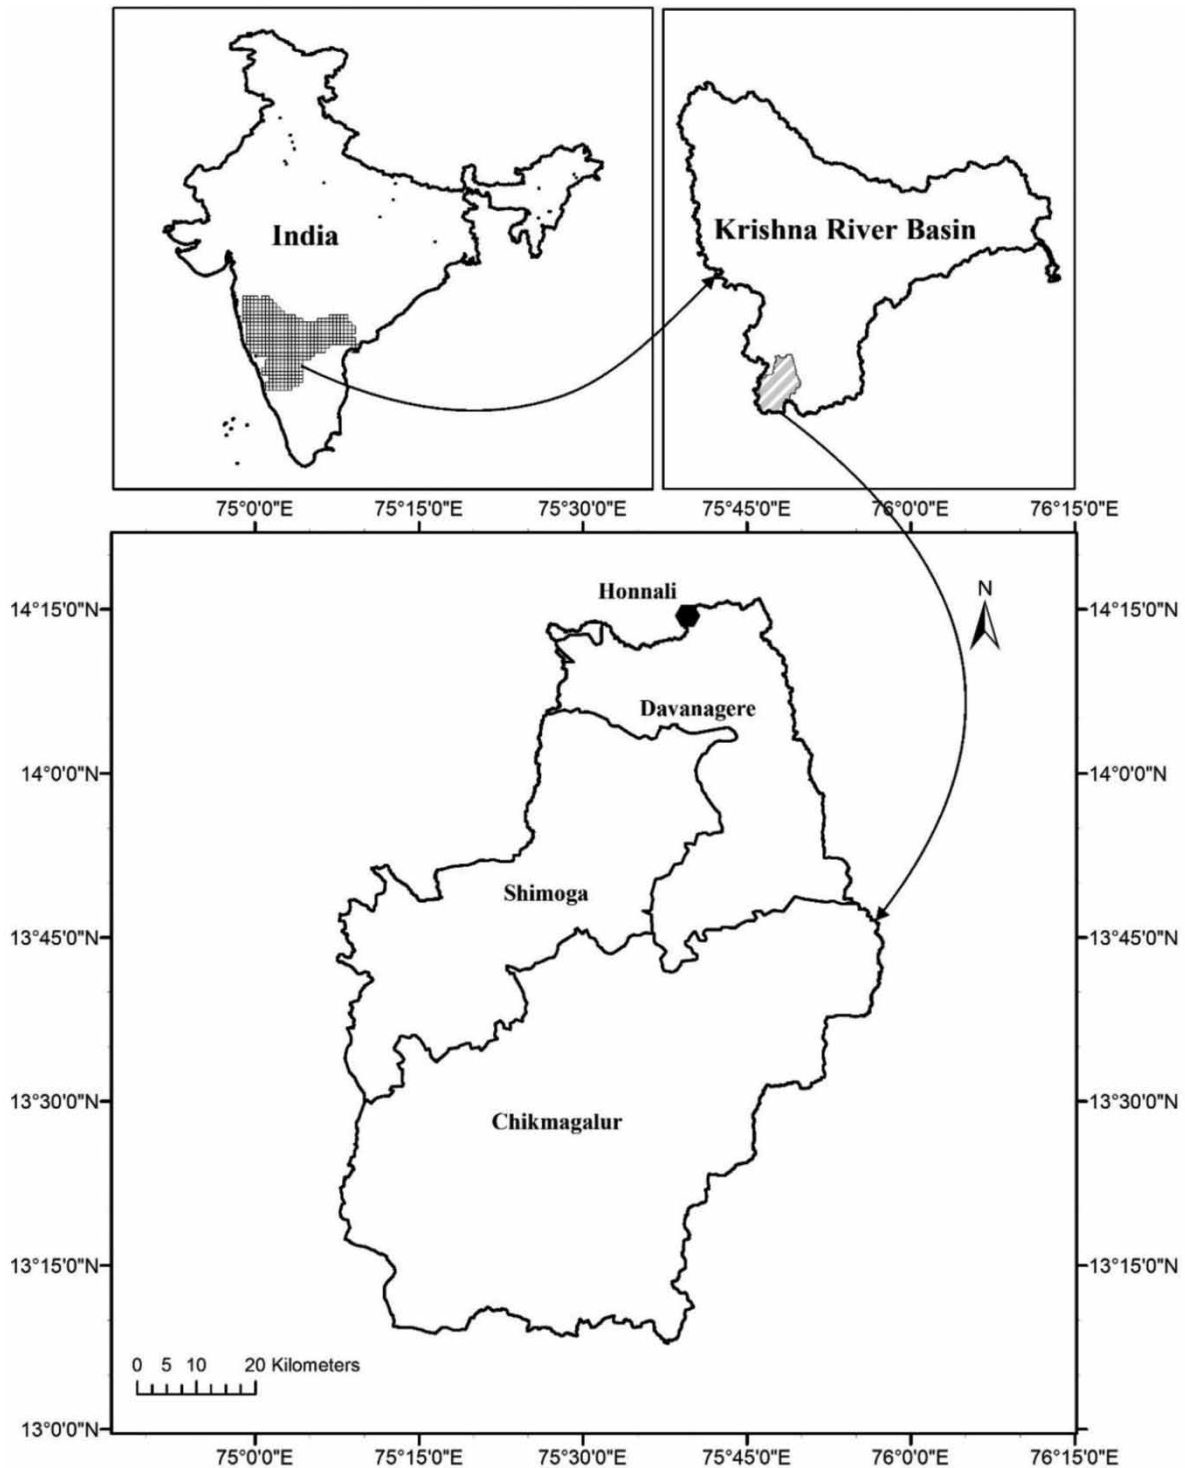 India
Krishna River Basin
75°0'0"E 75°15'0"E 75°30'0"E 75°45'0"E 76°0'0"E 76°15'0"E
Honnali
N
14°15'0"N 14°15'0"N
Davanagere
14°0'0"N 14°0'0"N
Shimoga
13°45'0"N 13°45'0"N
13°30'0"N 13°30'0"N
Chikmagalur
13°15'0"N 13°15'0"N
0 5 10 20 Kilometers
13°0'0"N
75°0'0"E 75°15'0"E 75°30'0"E 75°45'0"E 76°0'0"E 76°15'0"E